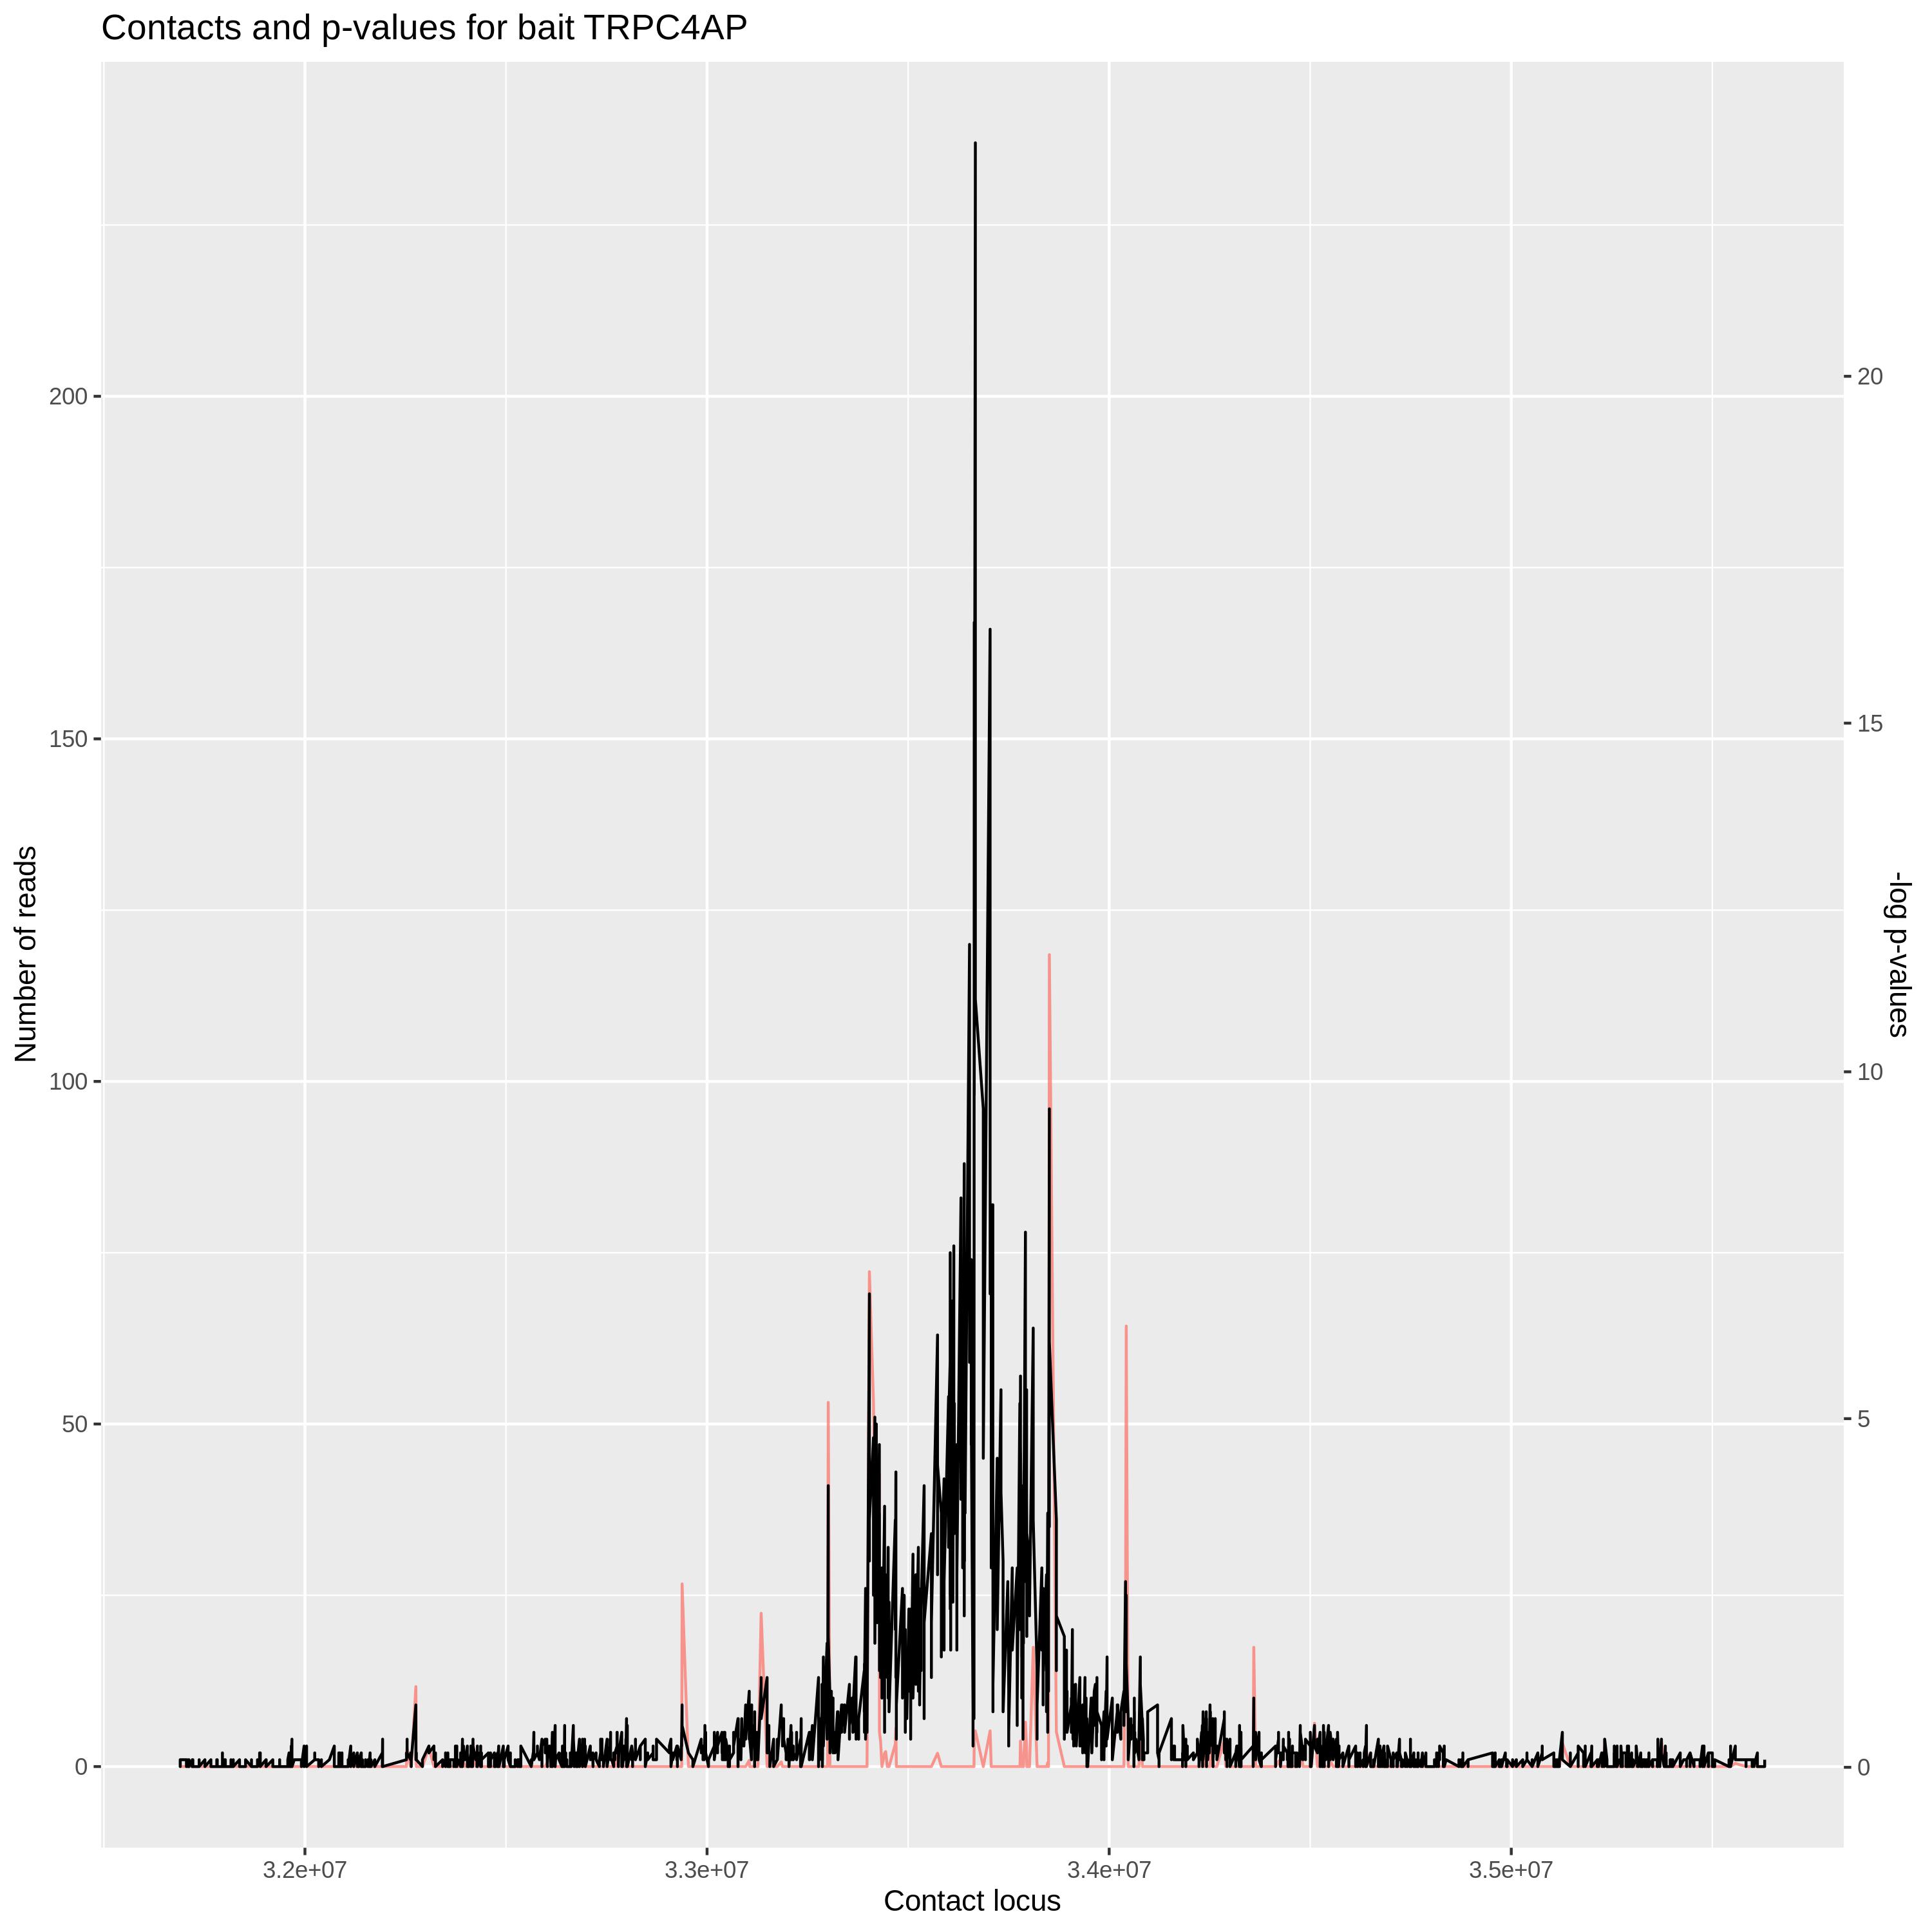 Contacts and p-values for bait TRPC4AP
Number of reads
200
150
100
50
0
20
15
10
5
0
-log p-values
3.2e+07 3.3e+07 3.4e+07 3.5e+07
Contact locus